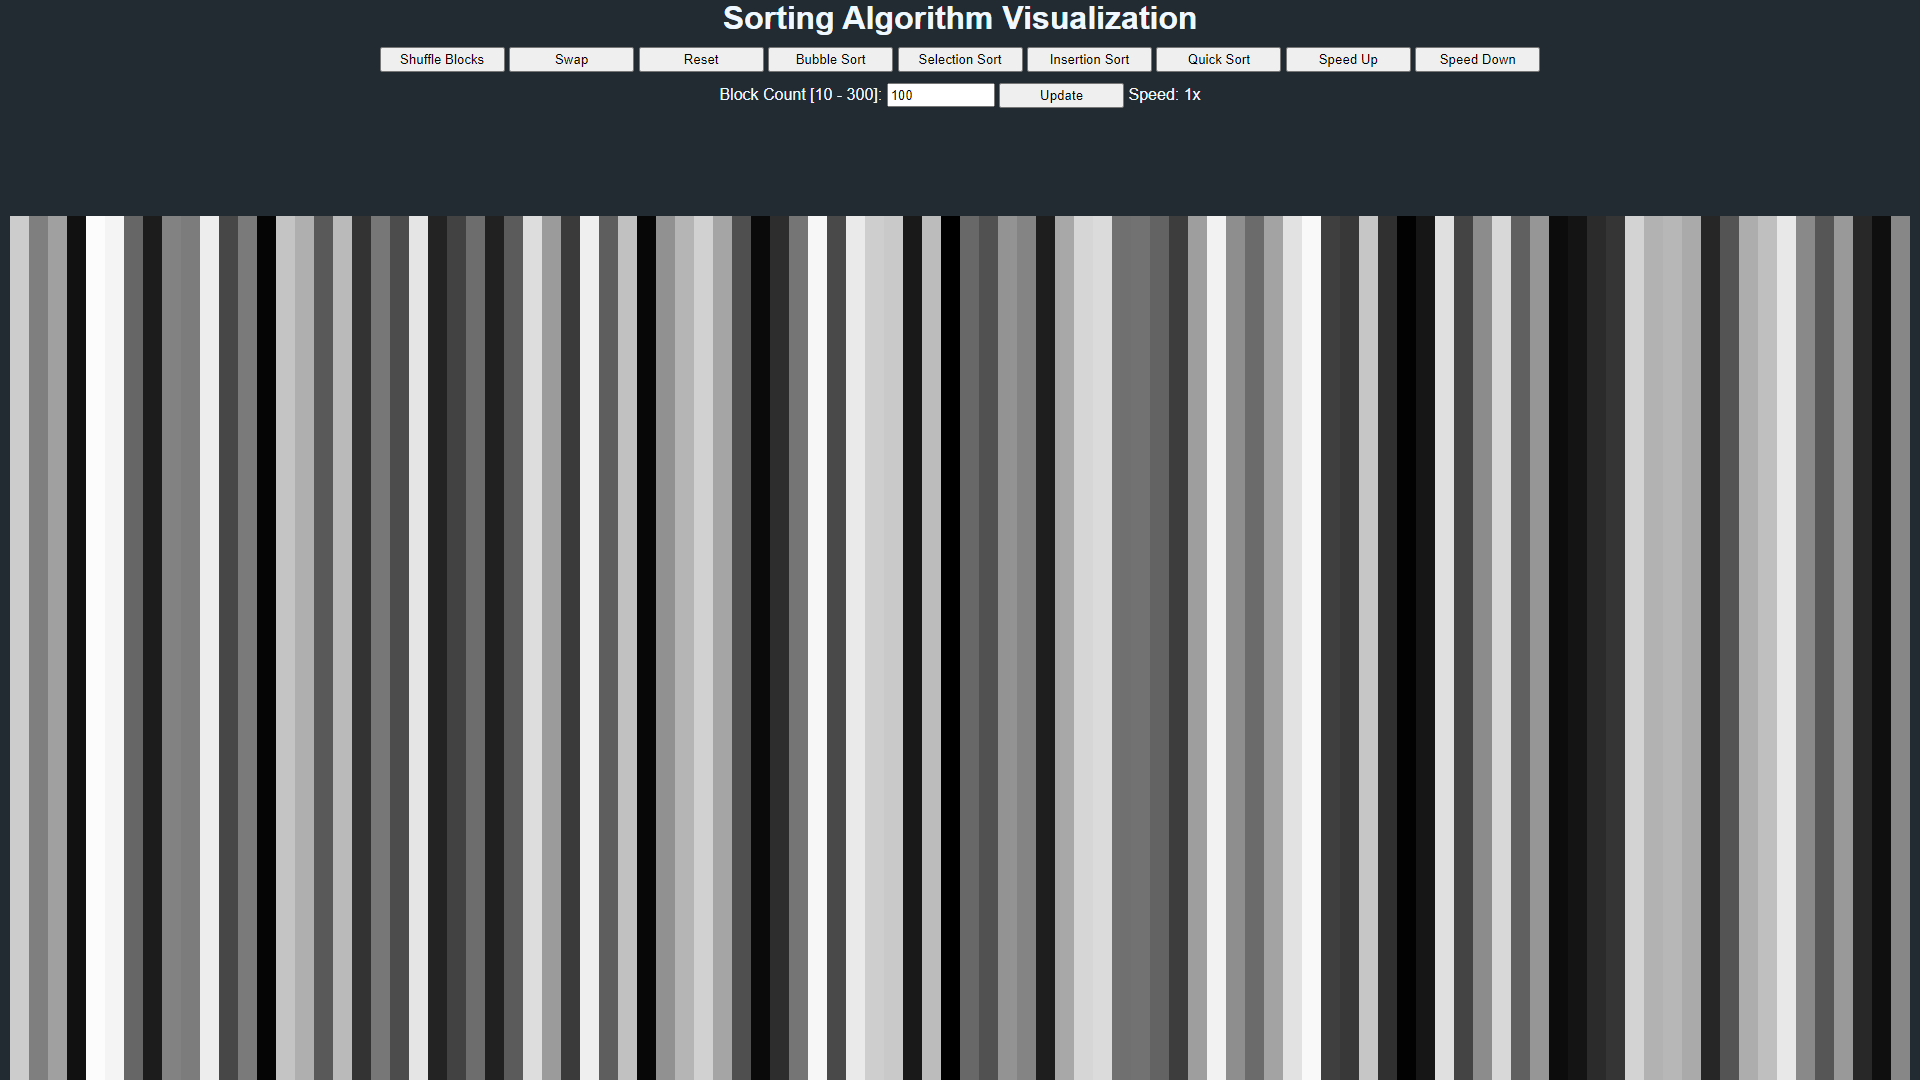 Sorting Algorithm Visualization
Shuffle Blocks Swap Reset Bubble Sort Selection Sort Insertion Sort Quick Sort Speed Up Speed Down
Block Count [10 - 300]: 100 Update Speed: 1x